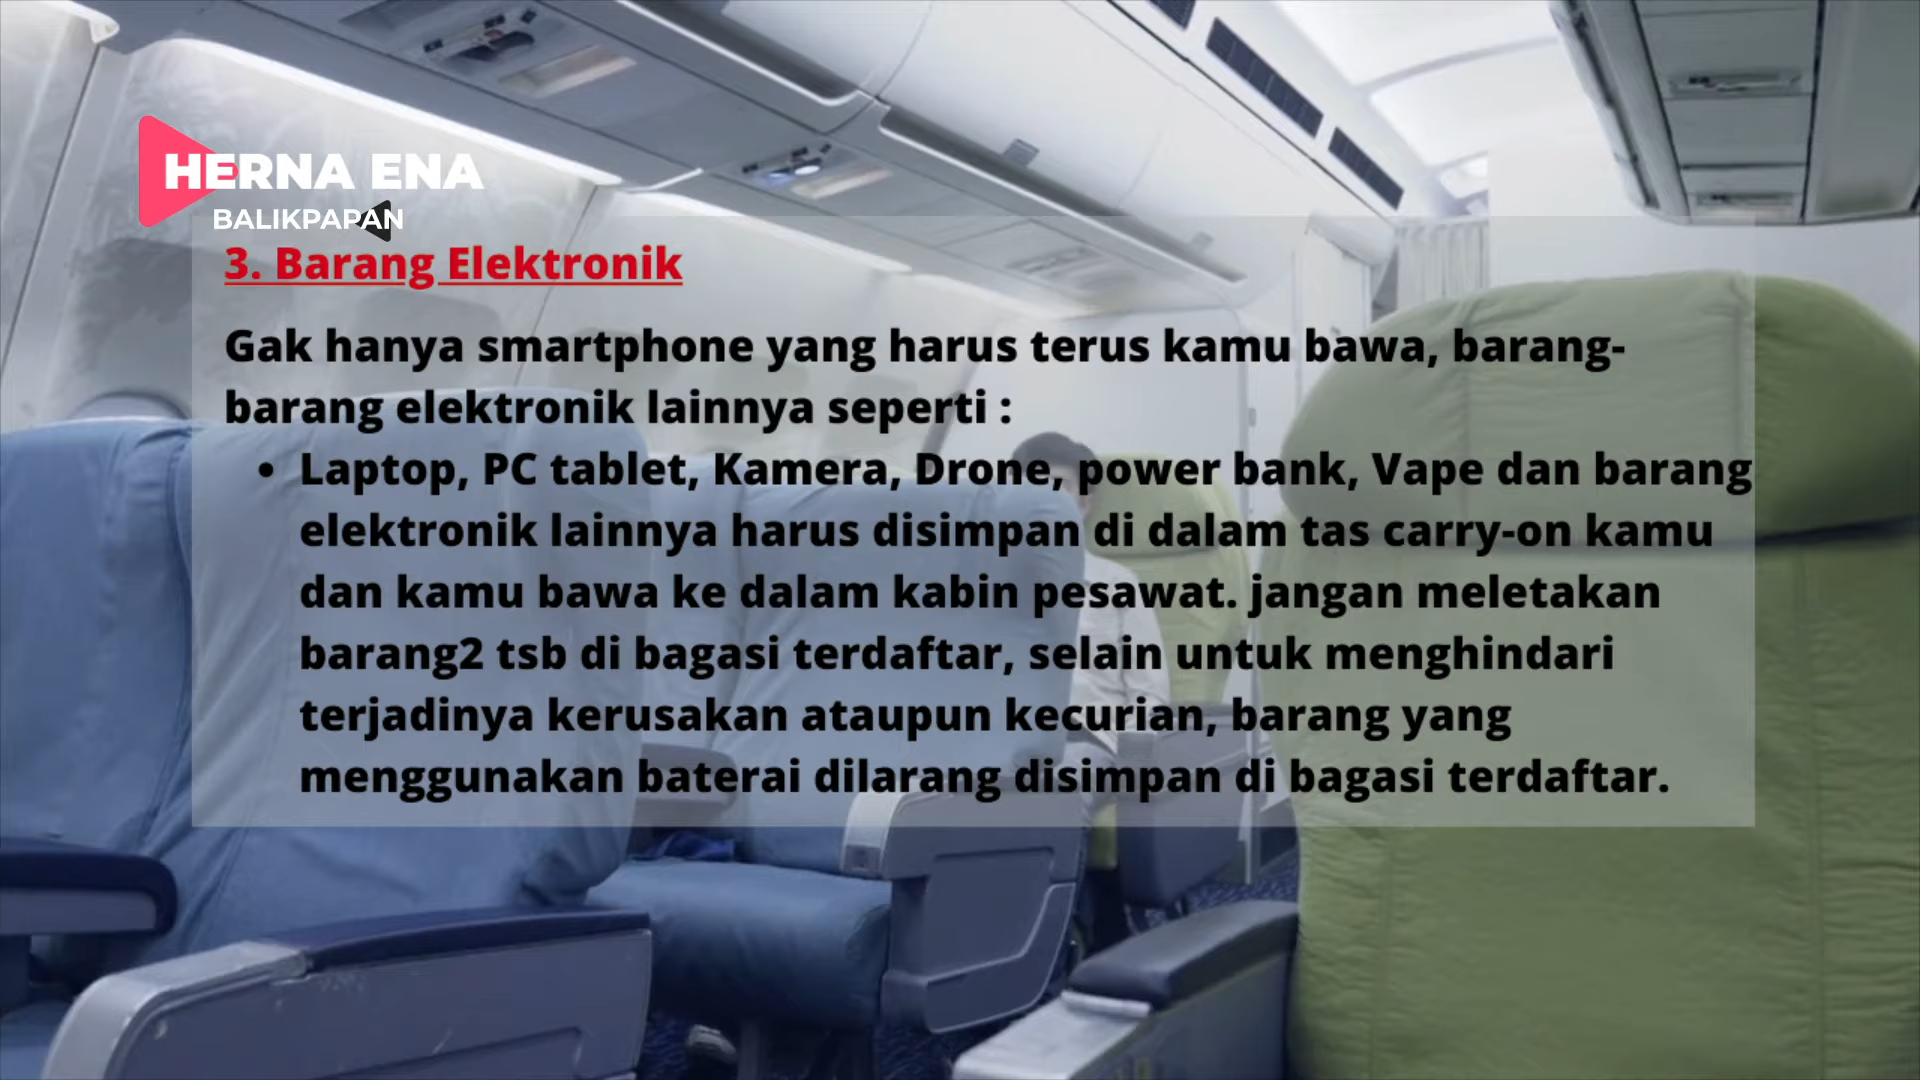 HERNA ENA
BALIKPAPAN
3. Barang Elektronik
Gak hanya smartphone yang harus terus kamu bawa, barang-
barang elektronik lainnya seperti :
• Laptop, PC tablet, Kamera, Drone, power bank, Vape dan barang
elektronik lainnya harus disimpan di dalam tas carry-on kamu
dan kamu bawa ke dalam kabin pesawat. jangan meletakan
barang2 tsb di bagasi terdaftar, selain untuk menghindari
terjadinya kerusakan ataupun kecurian, barang yang
menggunakan baterai dilarang disimpan di bagasi terdaftar.